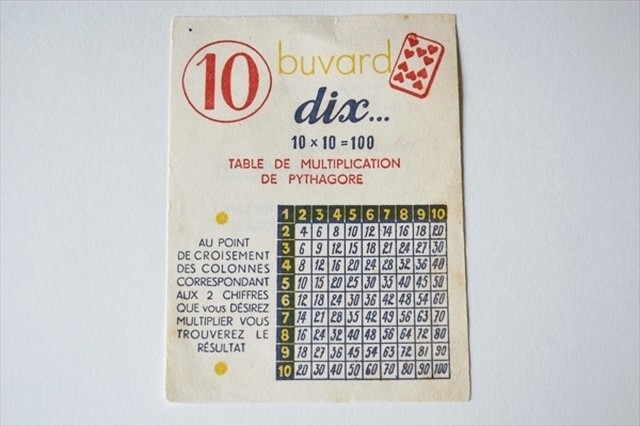 10
buvard
dix...
10 × 10 = 100
TABLE DE MULTIPLICATION
DE PYTHAGORE
AU POINT
DE CROISEMENT
DES COLONNES
CORRESPONDANT
AUX 2 CHIFFRES
QUE vous DÉSIREZ
MULTIPLIER VOUS
TROUVEREZ LE
RÉSULTAT
1 2 3 4 5 6 7 8 9 10
2 4 6 8 10 12 14 16 18 20
3 6 9 12 15 18 21 24 27 30
4 8 12 16 20 24 28 32 36 40
5 10 15 20 25 30 35 40 45 50
6 12 18 24 30 36 42 48 54 60
7 14 21 28 35 42 49 56 63 70
8 16 24 32 40 48 56 64 72 80
9 18 27 36 45 54 63 72 81 90
10 20 30 40 50 60 70 80 90 100